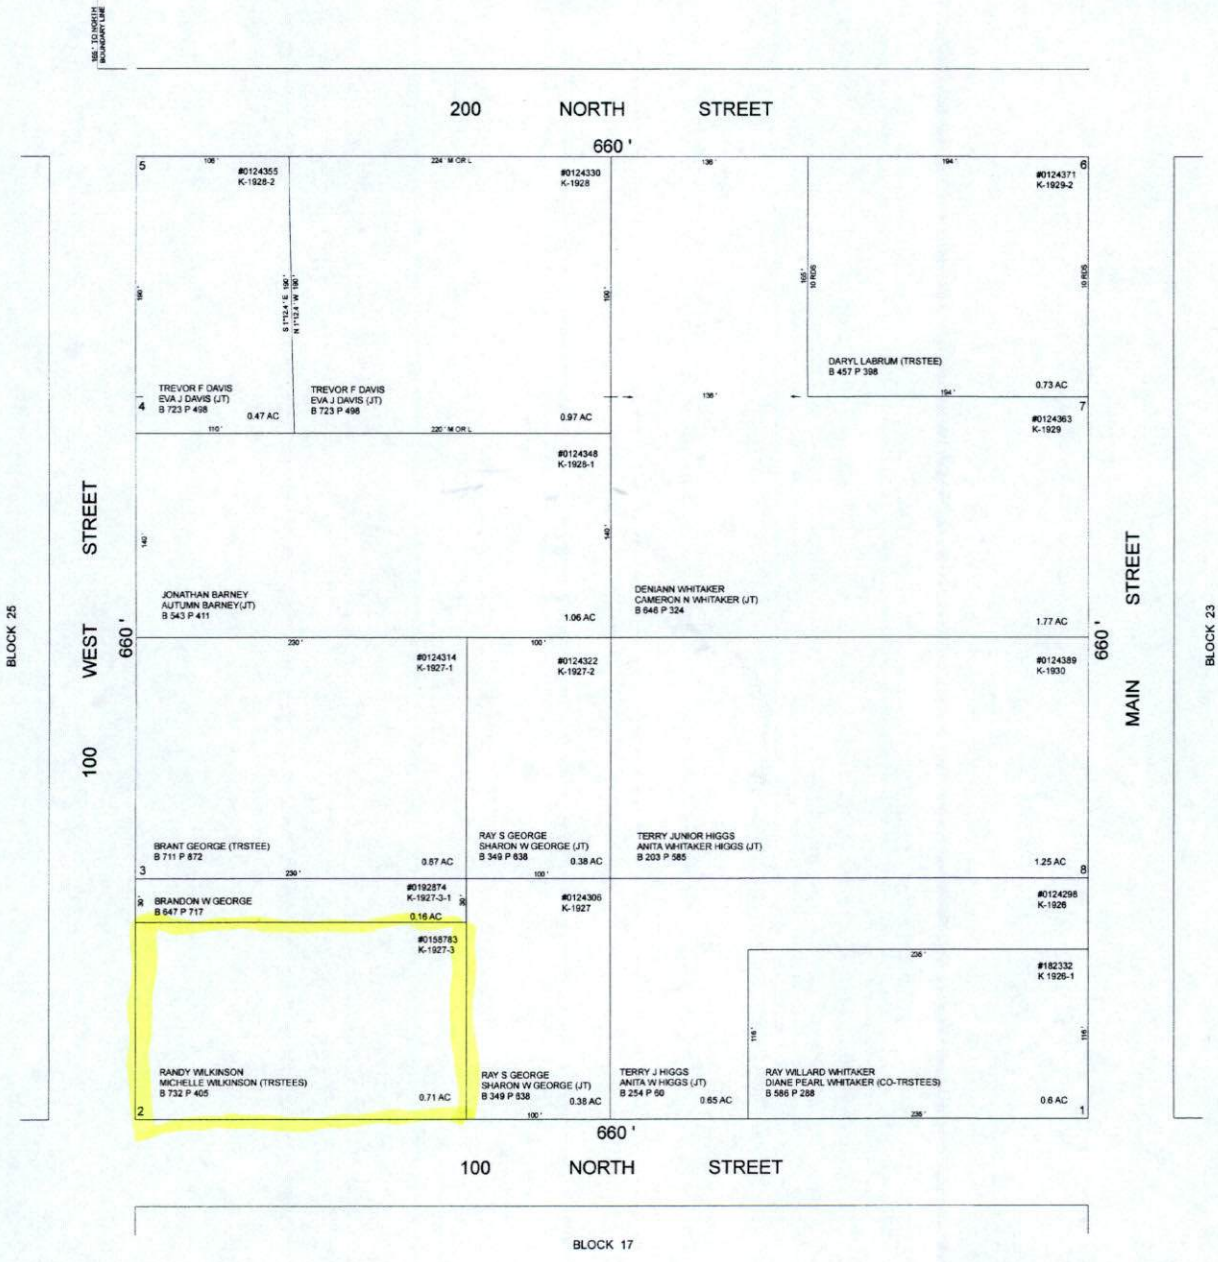 165 ' TO NORTH
BOUNDARY LINE
200 NORTH STREET
660 '
5
106 '
#0124355
K-1928-2
224 ' M OR L
#0124330
K-1928
136 '
194 '
6
#0124371
K-1929-2
190 '
S 1°12.4 ' E 190 '
N 1°12.4 ' W 190 '
190 '
165 '
10 RDS
10 RDS
TREVOR F DAVIS
EVA J DAVIS (JT)
B 723 P 498
0.47 AC
4
TREVOR F DAVIS
EVA J DAVIS (JT)
B 723 P 498
0.97 AC
136 '
DARYL LABRUM (TRSTEE)
B 457 P 398
0.73 AC
194 '
7
110 '
220 ' M OR L
#0124363
K-1929
#0124348
K-1928-1
140 '
140 '
JONATHAN BARNEY
AUTUMN BARNEY(JT)
B 543 P 411
1.06 AC
DENIANN WHITAKER
CAMERON N WHITAKER (JT)
B 646 P 324
1.77 AC
BLOCK 25
100 WEST STREET
660 '
660 '
MAIN STREET
BLOCK 23
230 '
100 '
#0124314
K-1927-1
#0124322
K-1927-2
#0124389
K-1930
BRANT GEORGE (TRSTEE)
B 711 P 872
0.87 AC
RAY S GEORGE
SHARON W GEORGE (JT)
B 349 P 638
0.38 AC
TERRY JUNIOR HIGGS
ANITA WHITAKER HIGGS (JT)
B 203 P 585
1.25 AC
3
230 '
100 '
8
30 '
BRANDON W GEORGE
B 647 P 717
#0192874
K-1927-3-1
0.16 AC
30 '
#0124306
K-1927
#0124298
K-1926
#0158783
K-1927-3
236 '
#182332
K 1926-1
116 '
116 '
RANDY WILKINSON
MICHELLE WILKINSON (TRSTEES)
B 732 P 405
0.71 AC
2
RAY S GEORGE
SHARON W GEORGE (JT)
B 349 P 638
0.38 AC
100 '
TERRY J HIGGS
ANITA W HIGGS (JT)
B 254 P 60
0.65 AC
RAY WILLARD WHITAKER
DIANE PEARL WHITAKER (CO-TRSTEES)
B 586 P 288
0.6 AC
236 '
1
660 '
100 NORTH STREET
BLOCK 17